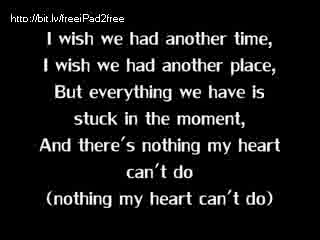 http://bit.lv/freeiPad2free
I wish we had another time,
I wish we had another place,
But everything we have is
stuck in the moment,
And there's nothing my heart
can't do
(nothing my heart can't do)